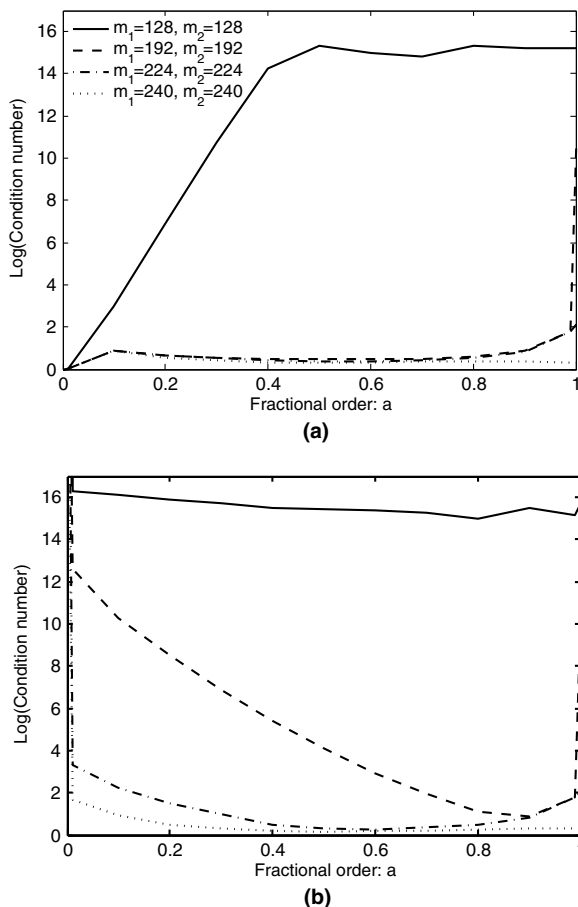 m1=128, m2=128
m1=192, m2=192
m1=224, m2=224
m1=240, m2=240
16
14
12
10
8
6
4
2
0
Log(Condition number)
0 0.2 0.4 0.6 0.8 1
Fractional order: a
(a)
16
14
12
10
8
6
4
2
0
Log(Condition number)
0 0.2 0.4 0.6 0.8
Fractional order: a
(b)